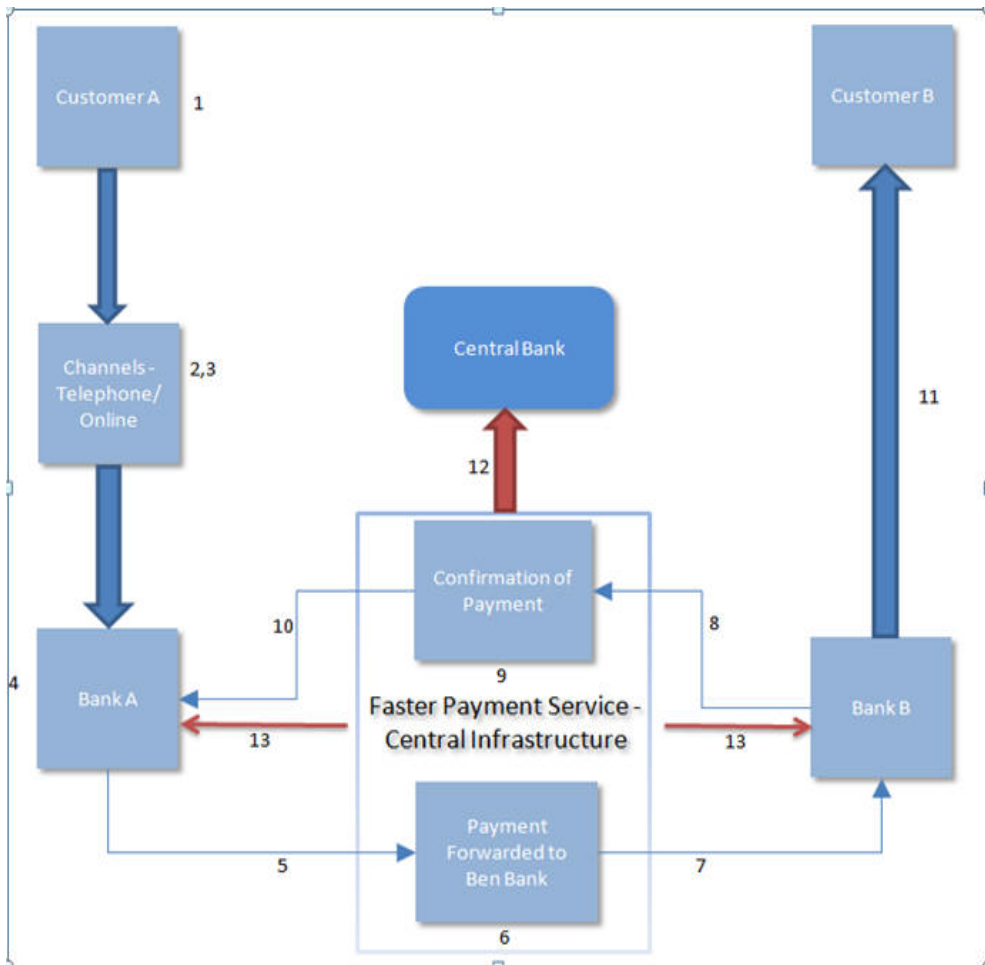 Customer A
1
Customer B
Channels -
Telephone/
Online
2,3
Central Bank
11
12
Confirmation of
Payment
10
8
4
Bank A
9
Faster Payment Service -
Central Infrastructure
Bank B
13
13
Payment
Forwarded to
Ben Bank
5
7
6